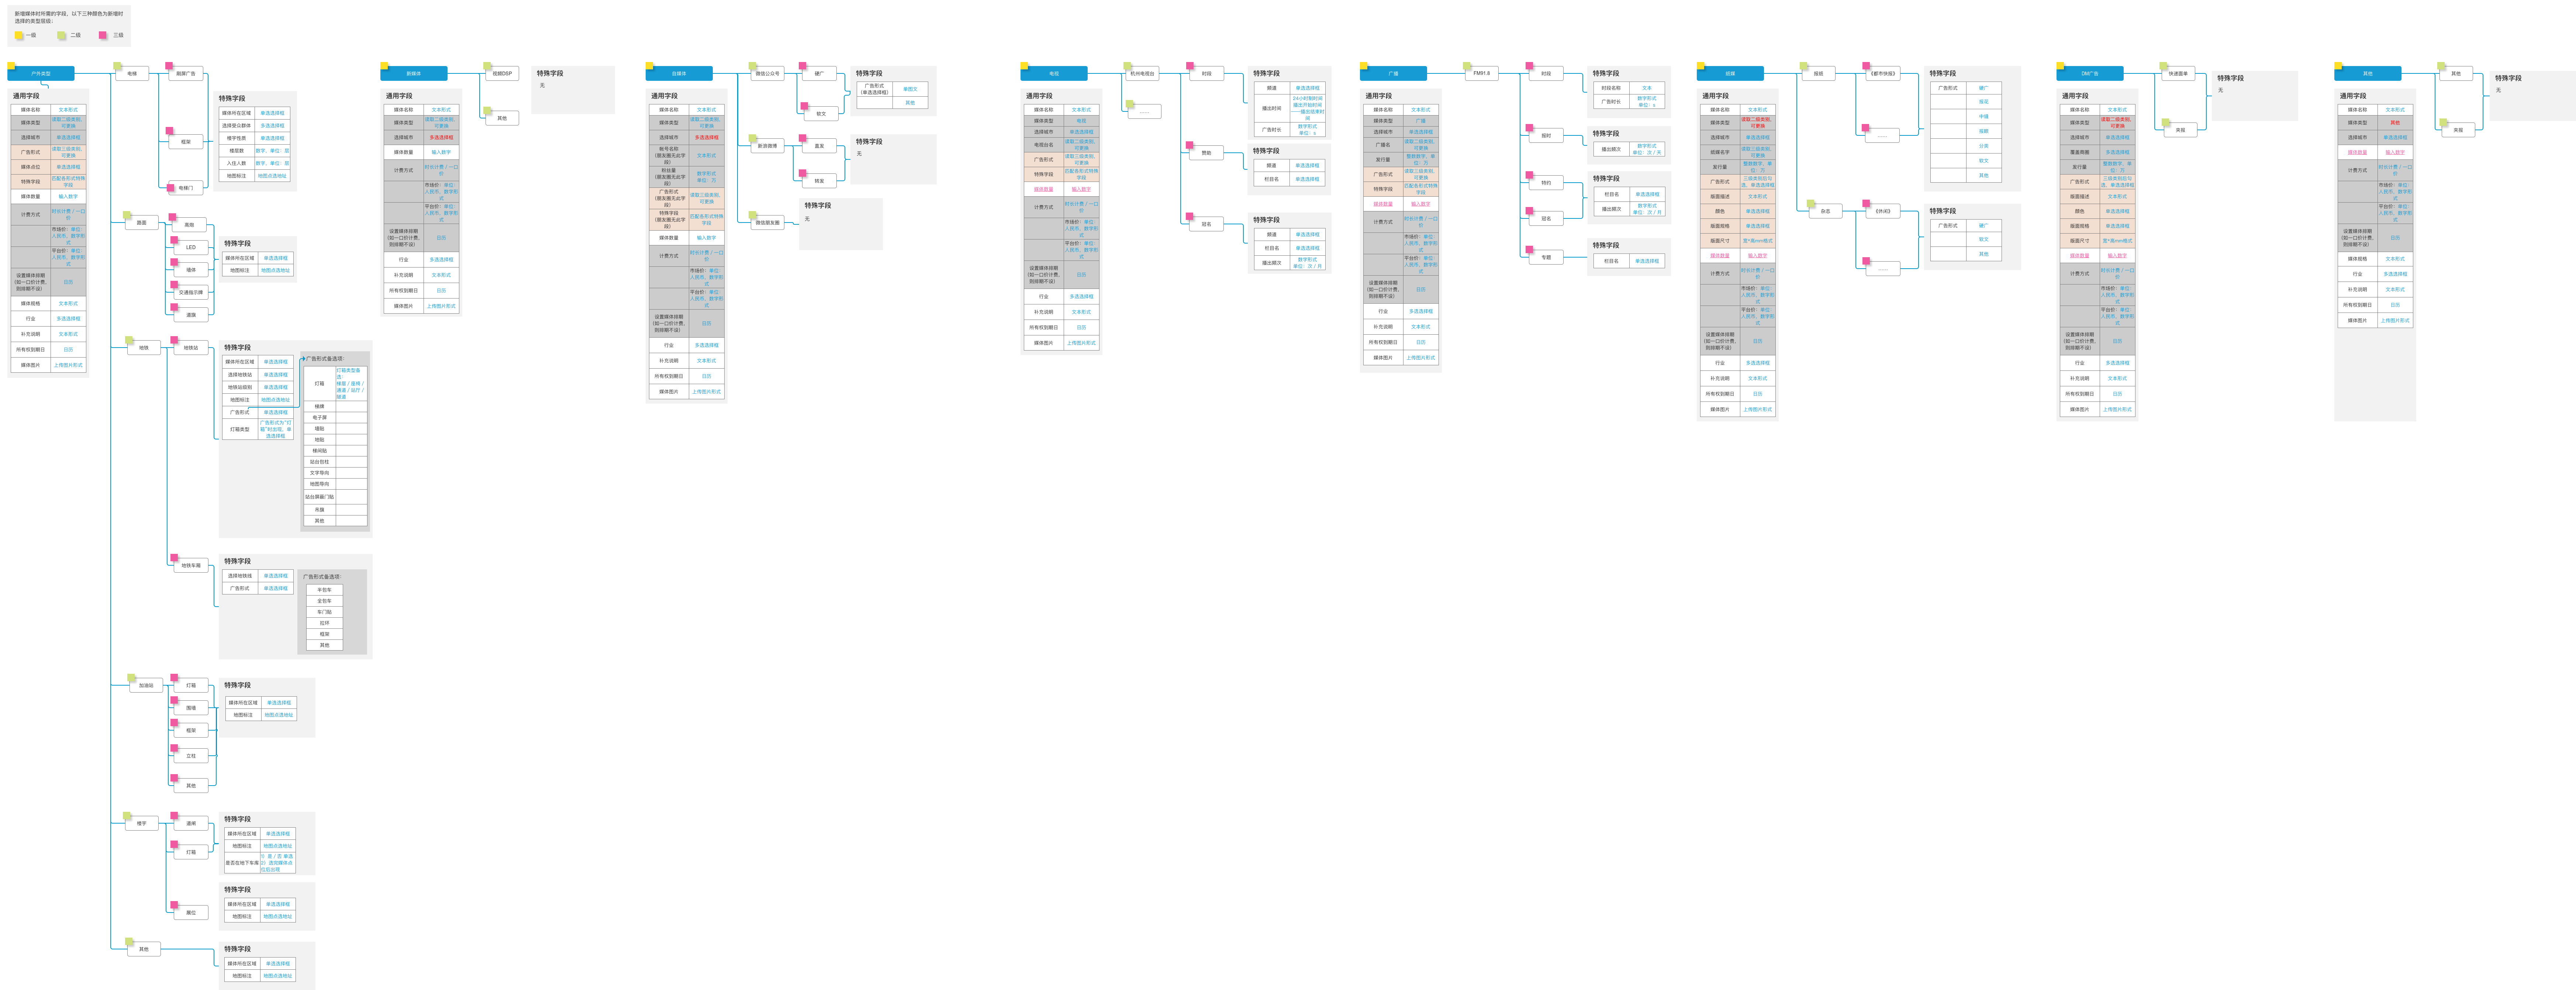 新增媒体时所需的字段，以下三种颜色为新增时
选择的类型层级：
一级
二级
三级
户外类型
通用字段
媒体名称 文本形式
媒体类型 读取二级类别，可更换
选择城市 单选选择框
广告形式 读取三级类别，可更换
媒体点位 单选选择框
特殊字段 匹配各形式特殊字段
媒体数量 输入数字
计费方式 时长计费 / 一口价
市场价：单位：人民币，数字形式
平台价：单位：人民币，数字形式
设置媒体排期（如一口价计费，则排期不设） 日历
媒体规格 文本形式
行业 多选选择框
补充说明 文本形式
所有权到期日 日历
媒体图片 上传图片形式
电梯
刷屏广告
框架
电梯门
特殊字段
媒体所在区域 单选选择框
选择受众群体 多选选择框
楼宇性质 单选选择框
楼层数 数字，单位：层
入住人数 数字，单位：层
地图标注 地图点选地址
高炮
LED
墙体
交通指示牌
道旗
特殊字段
媒体所在区域 单选选择框
地图标注 地图点选地址
地铁
地铁站
特殊字段
媒体所在区域 单选选择框
选择地铁站 单选选择框
地铁站级别 单选选择框
地图标注 地图点选地址
广告形式 单选选择框
灯箱类型 广告形式为“灯箱”时出现，单选选择框
广告形式备选项：
灯箱
梯牌
电子屏
墙贴
地贴
梯间贴
站台包柱
文字导向
地图导向
站台屏蔽门贴
吊旗
其他
地铁车厢
特殊字段
选择地铁线 单选选择框
广告形式 单选选择框
广告形式备选项：
半包车
全包车
车门贴
拉环
框架
其他
加油站
灯箱
围墙
框架
立柱
其他
特殊字段
媒体所在区域 单选选择框
地图标注 地图点选地址
楼宇
道闸
灯箱
特殊字段
媒体所在区域 单选选择框
地图标注 地图点选地址
是否在地下车库
展位
特殊字段
媒体所在区域 单选选择框
地图标注 地图点选地址
其他
特殊字段
媒体所在区域 单选选择框
地图标注 地图点选地址
新媒体
通用字段
媒体名称 文本形式
媒体类型 读取二级类别，可更换
选择城市 多选选择框
媒体数量 输入数字
计费方式 时长计费 / 一口价
市场价：单位：人民币，数字形式
平台价：单位：人民币，数字形式
设置媒体排期（如一口价计费，则排期不设） 日历
行业 多选选择框
补充说明 文本形式
所有权到期日 日历
媒体图片 上传图片形式
视频DSP
其他
特殊字段
无
自媒体
通用字段
媒体名称 文本形式
媒体类型 读取二级类别，可更换
选择城市 多选选择框
账号名称（朋友圈无此字段） 文本形式
粉丝量（朋友圈无此字段） 数字形式 单位：万
广告形式（朋友圈无此字段） 读取三级类别，可更换
特殊字段（朋友圈无此字段） 匹配各形式特殊字段
媒体数量 输入数字
计费方式 时长计费 / 一口价
市场价：单位：人民币，数字形式
平台价：单位：人民币，数字形式
设置媒体排期（如一口价计费，则排期不设） 日历
行业 多选选择框
补充说明 文本形式
所有权到期日 日历
媒体图片 上传图片形式
微信公众号
硬广
软文
特殊字段
广告形式（单选选择框） 单图文
其他
新浪微博
直发
转发
特殊字段
无
微信朋友圈
特殊字段
无
电视
通用字段
媒体名称 文本形式
媒体类型 电视
选择城市 单选选择框
电视台名 读取二级类别，可更换
广告形式 读取三级类别，可更换
特殊字段 匹配各形式特殊字段
媒体数量 输入数字
计费方式 时长计费 / 一口价
市场价：单位：人民币，数字形式
平台价：单位：人民币，数字形式
设置媒体排期（如一口价计费，则排期不设） 日历
行业 多选选择框
补充说明 文本形式
所有权到期日 日历
媒体图片 上传图片形式
杭州电视台
……
时段
特殊字段
频道 单选选择框
播出时间 24小时制时间 播出开始时间——播出结束时间
广告时长 数字形式 单位：s
赞助
特殊字段
频道 单选选择框
栏目名 单选选择框
冠名
特殊字段
频道 单选选择框
栏目名 单选选择框
播出频次 数字形式 单位：次 / 月
广播
通用字段
媒体名称 文本形式
媒体类型 广播
选择城市 单选选择框
广播名 读取二级类别，可更换
发行量 整数数字，单位：万
广告形式 读取三级类别，可更换
特殊字段 匹配各形式特殊字段
媒体数量 输入数字
计费方式 时长计费 / 一口价
市场价：单位：人民币，数字形式
平台价：单位：人民币，数字形式
设置媒体排期（如一口价计费，则排期不设） 日历
行业 多选选择框
补充说明 文本形式
所有权到期日 日历
媒体图片 上传图片形式
FM91.8
时段
特殊字段
时段名称 文本
广告时长 数字形式 单位：s
报时
特殊字段
播出频次 数字形式 单位：次 / 天
特约
冠名
特殊字段
栏目名 单选选择框
播出频次 数字形式 单位：次 / 月
专题
特殊字段
栏目名 单选选择框
纸媒
通用字段
媒体名称 文本形式
媒体类型 读取二级类别，可更换
选择城市 单选选择框
纸媒名字 读取三级类别，可更换
发行量 整数数字，单位：万
广告形式
版面描述 文本形式
颜色 单选选择框
版面规格 单选选择框
版面尺寸 宽*高mm格式
媒体数量 输入数字
计费方式 时长计费 / 一口价
市场价：单位：人民币，数字形式
平台价：单位：人民币，数字形式
设置媒体排期（如一口价计费，则排期不设） 日历
行业 多选选择框
补充说明 文本形式
所有权到期日 日历
媒体图片 上传图片形式
报纸
《都市快报》
……
特殊字段
广告形式 硬广
报花
中缝
分类
软文
其他
杂志
《休闲》
……
特殊字段
广告形式 硬广
软文
其他
DM广告
通用字段
媒体名称 文本形式
媒体类型 读取二级类别，可更换
选择城市 单选选择框
覆盖商圈 多选选择框
发行量 整数数字，单位：万
广告形式
版面描述 文本形式
颜色 单选选择框
版面规格 单选选择框
版面尺寸 宽*高mm格式
媒体数量 输入数字
计费方式 时长计费 / 一口价
市场价：单位：人民币，数字形式
平台价：单位：人民币，数字形式
设置媒体排期（如一口价计费，则排期不设） 日历
行业 多选选择框
补充说明 文本形式
所有权到期日 日历
媒体图片 上传图片形式
快递面单
夹报
特殊字段
无
其他
通用字段
媒体名称 文本形式
媒体类型 其他
选择城市 单选选择框
媒体数量 输入数字
计费方式 时长计费 / 一口价
市场价：单位：人民币，数字形式
平台价：单位：人民币，数字形式
设置媒体排期（如一口价计费，则排期不设） 日历
媒体规格 文本形式
行业 多选选择框
补充说明 文本形式
所有权到期日 日历
媒体图片 上传图片形式
其他
夹报
特殊字段
无